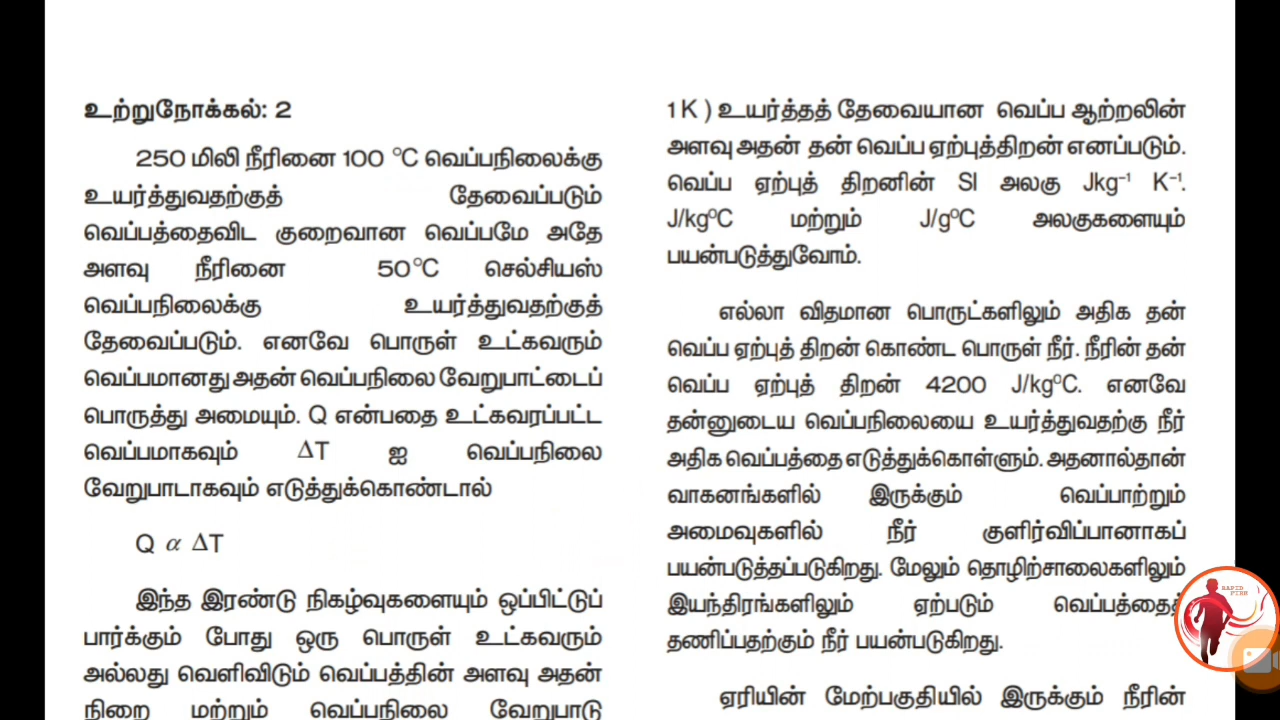 உற்றுநோக்கல்: 2
250 மிலி நீரினை 100 °C வெப்பநிலைக்கு
உயர்த்துவதற்குத் தேவைப்படும்
வெப்பத்தைவிட குறைவான வெப்பமே அதே
அளவு நீரினை 50°C செல்சியஸ்
வெப்பநிலைக்கு உயர்த்துவதற்குத்
தேவைப்படும். எனவே பொருள் உட்கவரும்
வெப்பமானது அதன் வெப்பநிலை வேறுபாட்டைப்
பொருத்து அமையும். Q என்பதை உட்கவரப்பட்ட
வெப்பமாகவும் ΔT ஐ வெப்பநிலை
வேறுபாடாகவும் எடுத்துக்கொண்டால்
Q α ΔT
இந்த இரண்டு நிகழ்வுகளையும் ஒப்பிட்டுப்
பார்க்கும் போது ஒரு பொருள் உட்கவரும்
அல்லது வெளிவிடும் வெப்பத்தின் அளவு அதன்
நிறை மற்றும் வெப்பநிலை வேறுபாடு
1 K ) உயர்த்தத் தேவையான வெப்ப ஆற்றலின்
அளவு அதன் தன் வெப்ப ஏற்புத்திறன் எனப்படும்.
வெப்ப ஏற்புத் திறனின் SI அலகு Jkg⁻¹ K⁻¹.
J/kg°C மற்றும் J/g°C அலகுகளையும்
பயன்படுத்துவோம்.
எல்லா விதமான பொருட்களிலும் அதிக தன்
வெப்ப ஏற்புத் திறன் கொண்ட பொருள் நீர். நீரின் தன்
வெப்ப ஏற்புத் திறன் 4200 J/kg°C. எனவே
தன்னுடைய வெப்பநிலையை உயர்த்துவதற்கு நீர்
அதிக வெப்பத்தை எடுத்துக்கொள்ளும். அதனால்தான்
வாகனங்களில் இருக்கும் வெப்பாற்றும்
அமைவுகளில் நீர் குளிர்விப்பானாகப்
பயன்படுத்தப்படுகிறது. மேலும் தொழிற்சாலைகளிலும்
இயந்திரங்களிலும் ஏற்படும் வெப்பத்தைத்
தணிப்பதற்கும் நீர் பயன்படுகிறது.
ஏரியின் மேற்பகுதியில் இருக்கும் நீரின்
RAPID